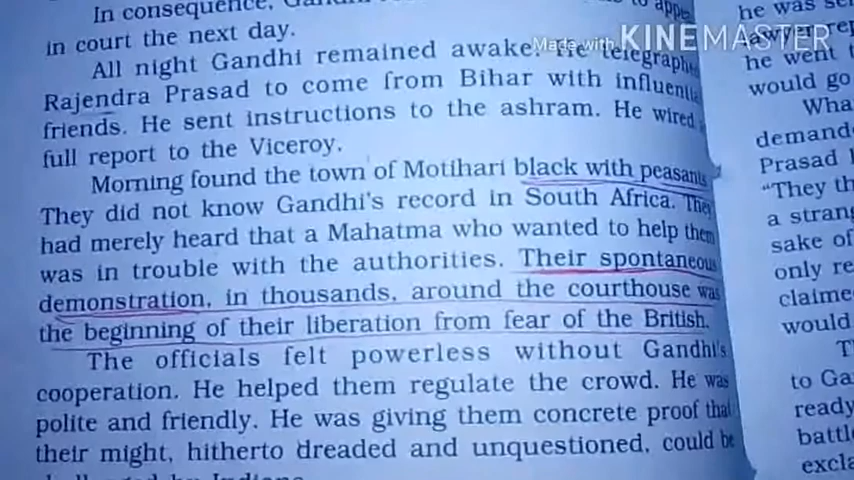 In consequence,
to appe
in court the next day.
All night Gandhi remained awake. He telegraphed
Rajendra Prasad to come from Bihar with influentia
friends. He sent instructions to the ashram. He wired
full report to the Viceroy.
Morning found the town of Motihari black with peasants
They did not know Gandhi's record in South Africa. They
had merely heard that a Mahatma who wanted to help them
was in trouble with the authorities. Their spontaneous
demonstration, in thousands, around the courthouse was
the beginning of their liberation from fear of the British.
The officials felt powerless without Gandhi's
cooperation. He helped them regulate the crowd. He was
polite and friendly. He was giving them concrete proof that
their might, hitherto dreaded and unquestioned, could be
Made with KINEMASTER
he was
lawyer
he went
would go
Wha
demand
Prasad
"They th
a strang
sake of
only re
claime
would
T
to Ga
ready
battl
excla